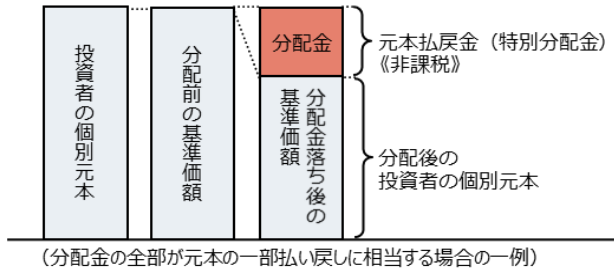 投資者の個別元本
分配前の基準価額
分配金
分配金落ち後の
基準価額
元本払戻金（特別分配金）
《非課税》
分配後の
投資者の個別元本
（分配金の全部が元本の一部払い戻しに相当する場合の一例）